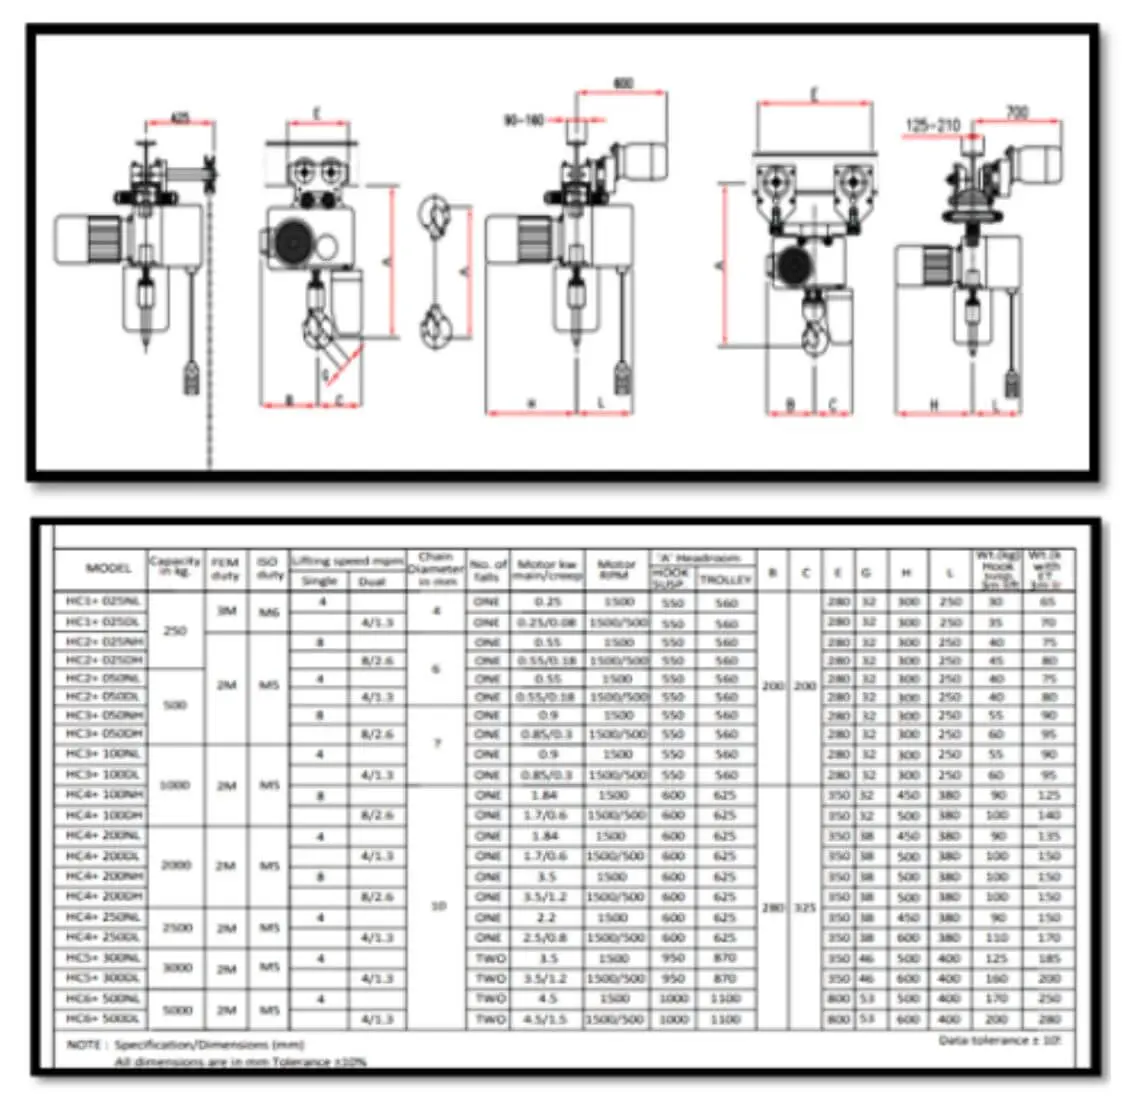 425
E
A
G
B
C
A
600
90-160
H
L
E
A
B
C
125-210
700
H
L
MODEL Capacity in kg. FEM duty ISO duty Lifting speed mpm Single Dual Chain Diameter in mm No. of falls Motor kw main/creep Motor RPM 'A' Headroom HOOK SUSP. TROLLEY B C E G H L Wt.(kg) Hook susp. 3m lift Wt.(k with ET 3m li
HC1+ 025NL 250 3M M6 4 4 ONE 0.25 1500 550 560 200 200 280 32 300 250 30 65
HC1+ 025DL 4/1.3 ONE 0.25/0.08 1500/500 550 560 280 32 300 250 35 70
HC2+ 025NH 2M M5 8 6 ONE 0.55 1500 550 560 280 32 300 250 40 75
HC2+ 025DH 8/2.6 ONE 0.55/0.18 1500/500 550 560 280 32 300 250 45 80
HC2+ 050NL 500 4 ONE 0.55 1500 550 560 280 32 300 250 40 75
HC2+ 050DL 4/1.3 ONE 0.55/0.18 1500/500 550 560 280 32 300 250 40 80
HC3+ 050NH 8 7 ONE 0.9 1500 550 560 280 32 300 250 55 90
HC3+ 050DH 8/2.6 ONE 0.85/0.3 1500/500 550 560 280 32 300 250 60 95
HC3+ 100NL 1000 2M M5 4 ONE 0.9 1500 550 560 280 32 300 250 55 90
HC3+ 100DL 4/1.3 ONE 0.85/0.3 1500/500 550 560 280 32 300 250 60 95
HC4+ 100NH 8 10 ONE 1.84 1500 600 625 280 325 350 32 450 380 90 125
HC4+ 100DH 8/2.6 ONE 1.7/0.6 1500/500 600 625 350 32 500 380 100 140
HC4+ 200NL 2000 2M M5 4 ONE 1.84 1500 600 625 350 38 450 380 90 135
HC4+ 200DL 4/1.3 ONE 1.7/0.6 1500/500 600 625 350 38 500 380 100 150
HC4+ 200NH 8 ONE 3.5 1500 600 625 350 38 500 380 100 150
HC4+ 200DH 8/2.6 ONE 3.5/1.2 1500/500 600 625 350 38 500 380 100 150
HC4+ 250NL 2500 2M M5 4 ONE 2.2 1500 600 625 350 38 450 380 90 150
HC4+ 250DL 4/1.3 ONE 2.5/0.8 1500/500 600 625 350 38 600 380 110 170
HC5+ 300NL 3000 2M M5 4 TWO 3.5 1500 950 870 350 46 500 400 125 185
HC5+ 300DL 4/1.3 TWO 3.5/1.2 1500/500 950 870 350 46 600 400 160 200
HC6+ 500NL 5000 2M M5 4 TWO 4.5 1500 1000 1100 800 53 500 400 170 250
HC6+ 500DL 4/1.3 TWO 4.5/1.5 1500/500 1000 1100 800 53 600 400 200 280
NOTE : Specification/Dimensions (mm) Data tolerance ± 10
All dimensions are in mm Tolerance ±10%